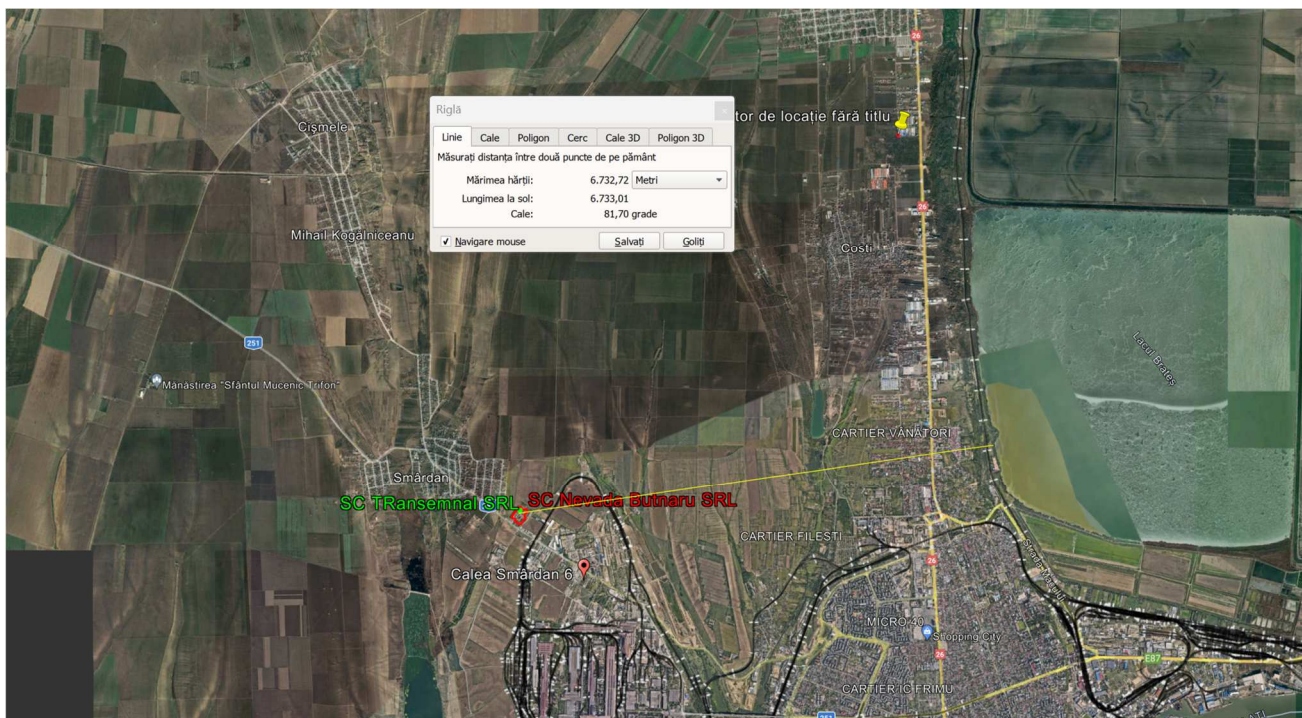 26
Cișmele
Riglă
Linie Cale Poligon Cerc Cale 3D Poligon 3D
Măsurați distanța între două puncte de pe pământ
Mărimea hărții: 6.732,72 Metri
Lungimea la sol: 6.733,01
Cale: 81,70 grade
Navigare mouse Salvați Goliți
tor de locație fără titlu
26
Mihail Kogălniceanu
Costi
251
Lacul Brateș
Mănăstirea "Sfântul Mucenic Trifon"
CARTIER VÂNĂTORI
Smârdan
SC TRansemnal SRL
SC Nevada Butnaru SRL
CARTIER FILEȘTI
Calea Smârdan 6
26
MICRO 40
Shopping City
26
E87
CARTIER IC FRIMU
251